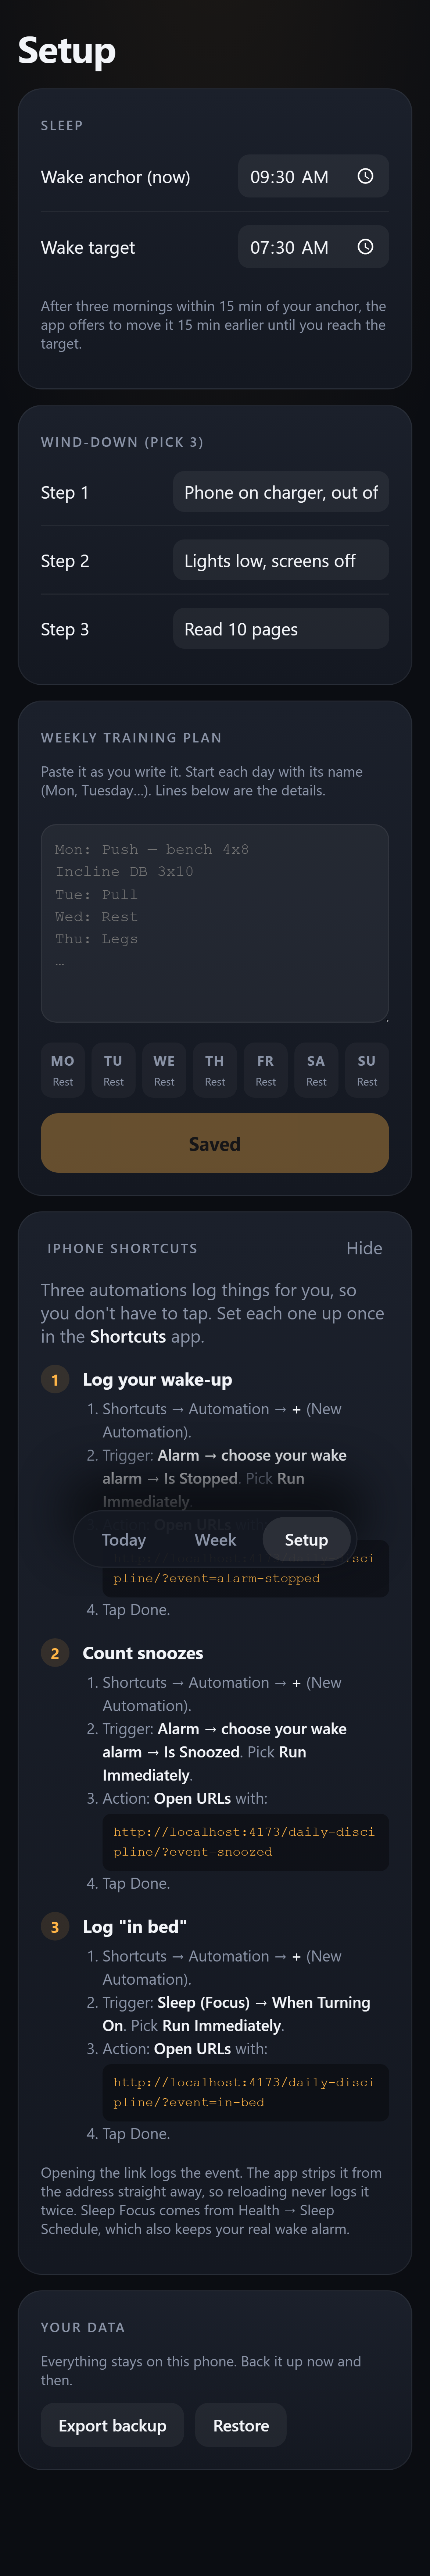 Setup
SLEEP
Wake anchor (now)
09:30 AM
Wake target
07:30 AM
After three mornings within 15 min of your anchor, the
app offers to move it 15 min earlier until you reach the
target.
WIND-DOWN (PICK 3)
Step 1
Phone on charger, out of
Step 2
Lights low, screens off
Step 3
Read 10 pages
WEEKLY TRAINING PLAN
Paste it as you write it. Start each day with its name
(Mon, Tuesday…). Lines below are the details.
Mon: Push — bench 4x8
Incline DB 3x10
Tue: Pull
Wed: Rest
Thu: Legs
…
MO TU WE TH FR SA SU
Rest Rest Rest Rest Rest Rest Rest
Saved
IPHONE SHORTCUTS
Hide
Three automations log things for you, so
you don't have to tap. Set each one up once
in the Shortcuts app.
1 Log your wake-up
1. Shortcuts → Automation → + (New
Automation).
2. Trigger: Alarm → choose your wake
alarm → Is Stopped. Pick Run
Immediately.
Open URLs
Today Week Setup
isci
pline/?event=alarm-stopped
4. Tap Done.
2 Count snoozes
1. Shortcuts → Automation → + (New
Automation).
2. Trigger: Alarm → choose your wake
alarm → Is Snoozed. Pick Run
Immediately.
3. Action: Open URLs with:
http://localhost:4173/daily-disci
pline/?event=snoozed
4. Tap Done.
3 Log "in bed"
1. Shortcuts → Automation → + (New
Automation).
2. Trigger: Sleep (Focus) → When Turning
On. Pick Run Immediately.
3. Action: Open URLs with:
http://localhost:4173/daily-disci
pline/?event=in-bed
4. Tap Done.
Opening the link logs the event. The app strips it from
the address straight away, so reloading never logs it
twice. Sleep Focus comes from Health → Sleep
Schedule, which also keeps your real wake alarm.
YOUR DATA
Everything stays on this phone. Back it up now and
then.
Export backup
Restore